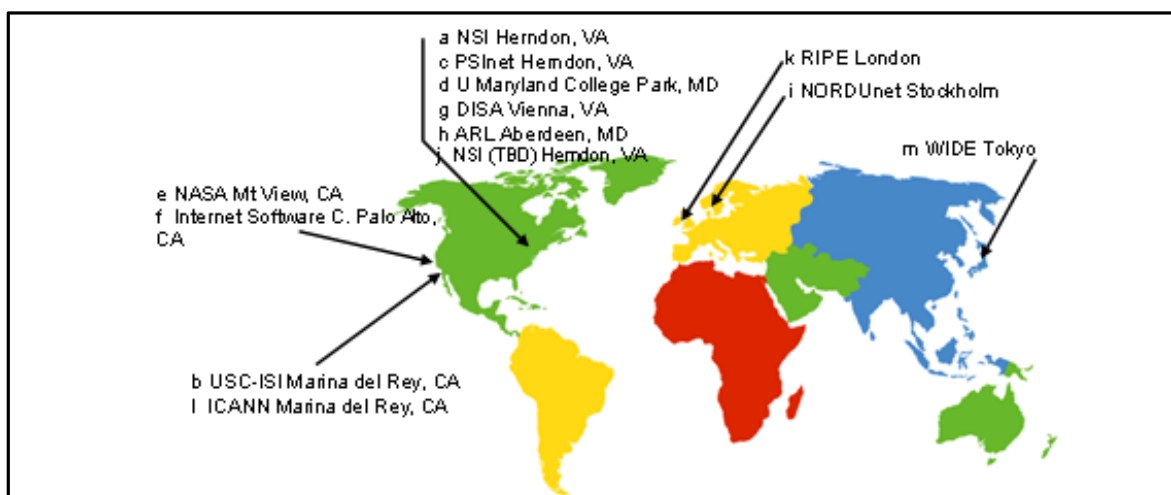 a NSI Herndon, VA
c PSInet Herndon, VA
d U Maryland College Park, MD
g DISA Vienna, VA
h ARL Aberdeen, MD
j NSI (TBD) Herndon, VA
k RIPE London
i NORDUnet Stockholm
m WIDE Tokyo
e NASA Mt View, CA
f Internet Software C. Palo Alto,
CA
b USC-ISI Marina del Rey, CA
l ICANN Marina del Rey, CA